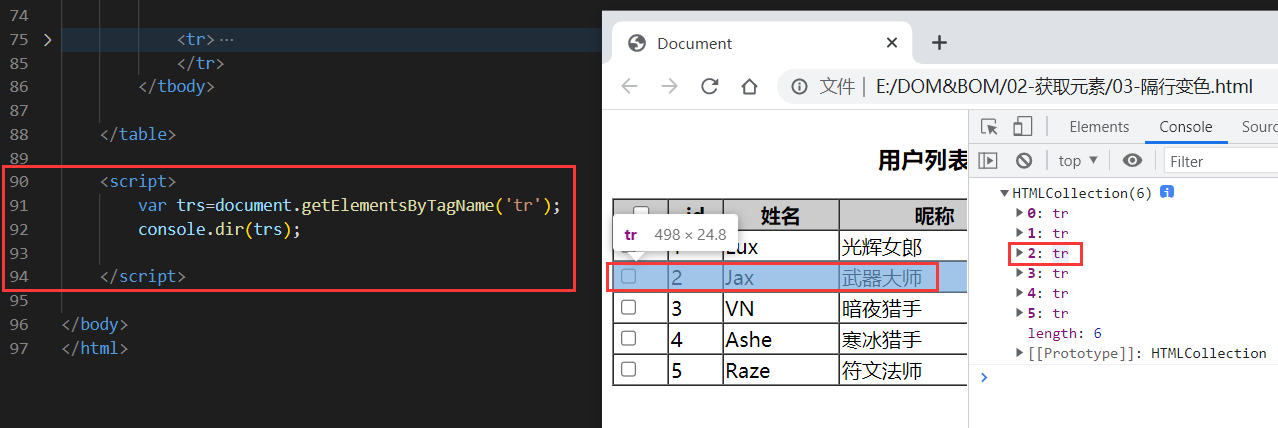 74
75 > <tr>…
85 </tr>
86 </tbody>
87
88 </table>
89
90 <script>
91 var trs=document.getElementsByTagName('tr');
92 console.dir(trs);
93
94 </script>
95
96 </body>
97 </html>
Document
文件 | E:/DOM&BOM/02-获取元素/03-隔行变色.html
Elements Console Sour
top ▼ Filter
用户列表
id 姓名 昵称
tr 498 × 24.8
Lux 光辉女郎
2 Jax 武器大师
3 VN 暗夜猎手
4 Ashe 寒冰猎手
5 Raze 符文法师
▼HTMLCollection(6) i
▶ 0: tr
▶ 1: tr
▶ 2: tr
▶ 3: tr
▶ 4: tr
▶ 5: tr
length: 6
▶ [[Prototype]]: HTMLCollection
>